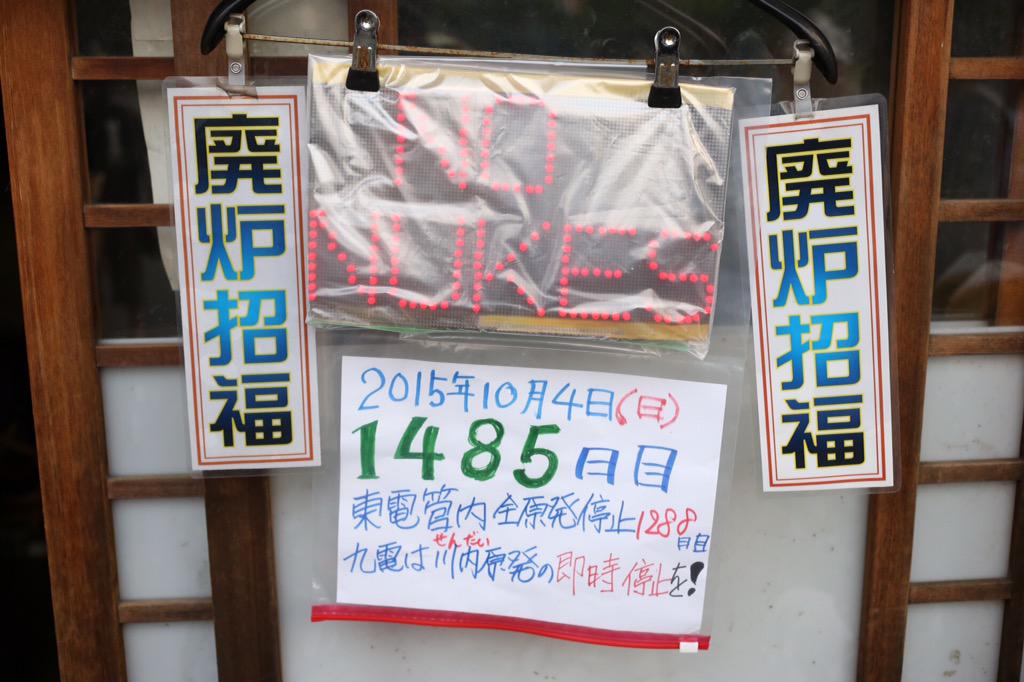 廃炉招福
NO
NUKES
廃炉招福
2015年10月4日(日)
1485日目
東電管内全原発停止1288日目
せんだい
九電は川内原発の即時停止を!